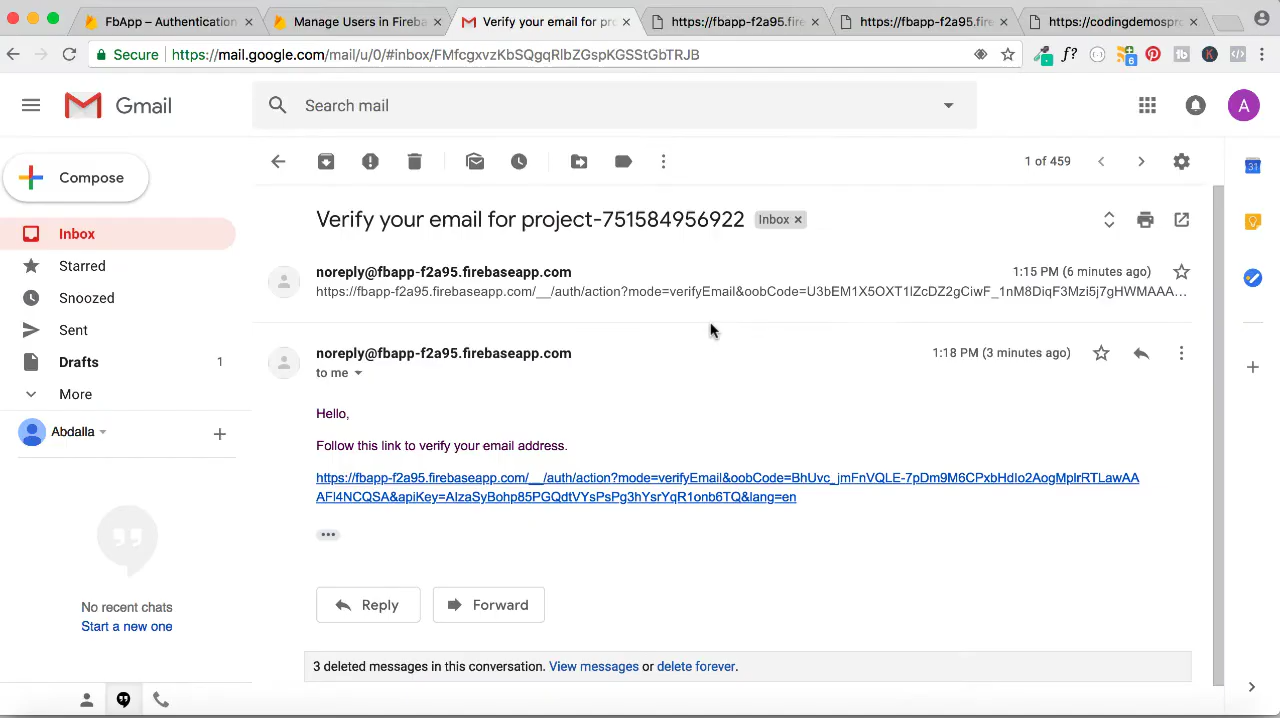 FbApp – Authentication
Manage Users in Fireba
Verify your email for pro
https://fbapp-f2a95.fire
https://fbapp-f2a95.fire
https://codingdemospro
Secure
https://mail.google.com/mail/u/0/#inbox/FMfcgxvzKbSQgqRlbZGspKGSStGbTRJB
f?
6
tb
K
Gmail
Search mail
A
Compose
1 of 459
31
Verify your email for project-751584956922
Inbox ×
Inbox
Starred
Snoozed
Sent
Drafts 1
More
Abdalla
noreply@fbapp-f2a95.firebaseapp.com
1:15 PM (6 minutes ago)
https://fbapp-f2a95.firebaseapp.com/__/auth/action?mode=verifyEmail&oobCode=U3bEM1X5OXT1lZcDZ2gCiwF_1nM8DiqF3Mzi5j7gHWMAAA...
noreply@fbapp-f2a95.firebaseapp.com
1:18 PM (3 minutes ago)
to me
Hello,
Follow this link to verify your email address.
https://fbapp-f2a95.firebaseapp.com/__/auth/action?mode=verifyEmail&oobCode=BhUvc_jmFnVQLE-7pDm9M6CPxbHdIo2AogMplrRTLawAA
AFl4NCQSA&apiKey=AIzaSyBohp85PGQdtVYsPsPg3hYsrYqR1onb6TQ&lang=en
Reply
Forward
No recent chats
Start a new one
3 deleted messages in this conversation. View messages or delete forever.